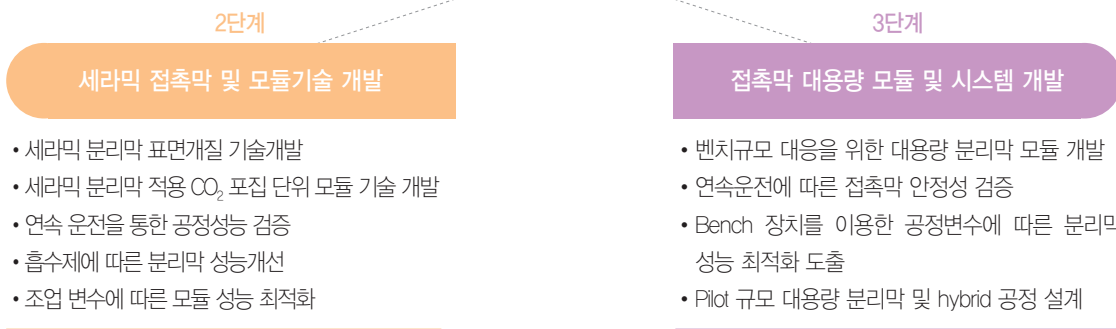 2단계
세라믹 접촉막 및 모듈기술 개발
• 세라믹 분리막 표면개질 기술개발
• 세라믹 분리막 적용 CO₂ 포집 단위 모듈 기술 개발
• 연속 운전을 통한 공정성능 검증
• 흡수제에 따른 분리막 성능개선
• 조업 변수에 따른 모듈 성능 최적화
3단계
접촉막 대용량 모듈 및 시스템 개발
• 벤치규모 대응을 위한 대용량 분리막 모듈 개발
• 연속운전에 따른 접촉막 안정성 검증
• Bench 장치를 이용한 공정변수에 따른 분리막
성능 최적화 도출
• Pilot 규모 대용량 분리막 및 hybrid 공정 설계